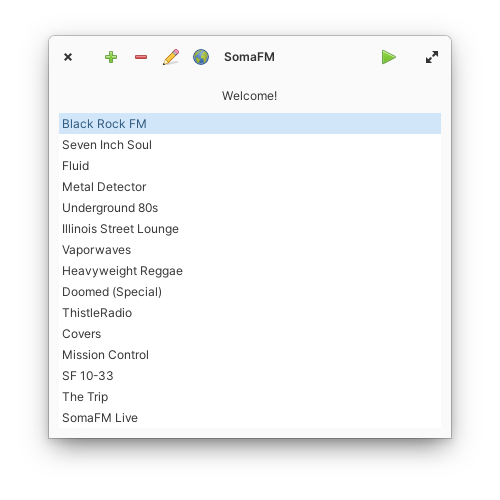 SomaFM
Welcome!
Black Rock FM
Seven Inch Soul
Fluid
Metal Detector
Underground 80s
Illinois Street Lounge
Vaporwaves
Heavyweight Reggae
Doomed (Special)
ThistleRadio
Covers
Mission Control
SF 10-33
The Trip
SomaFM Live